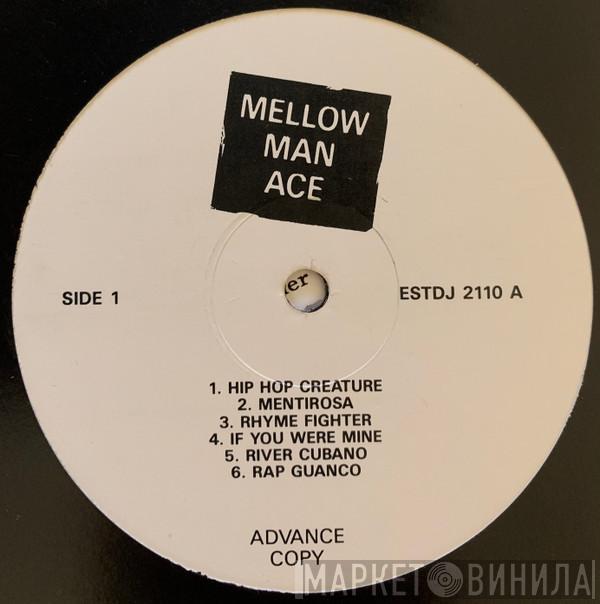 MELLOW
MAN
ACE
SIDE 1
er
ESTDJ 2110 A
1. HIP HOP CREATURE
2. MENTIROSA
3. RHYME FIGHTER
4. IF YOU WERE MINE
5. RIVER CUBANO
6. RAP GUANCO
ADVANCE
COPY
МАРКЕТ ВИНИЛА